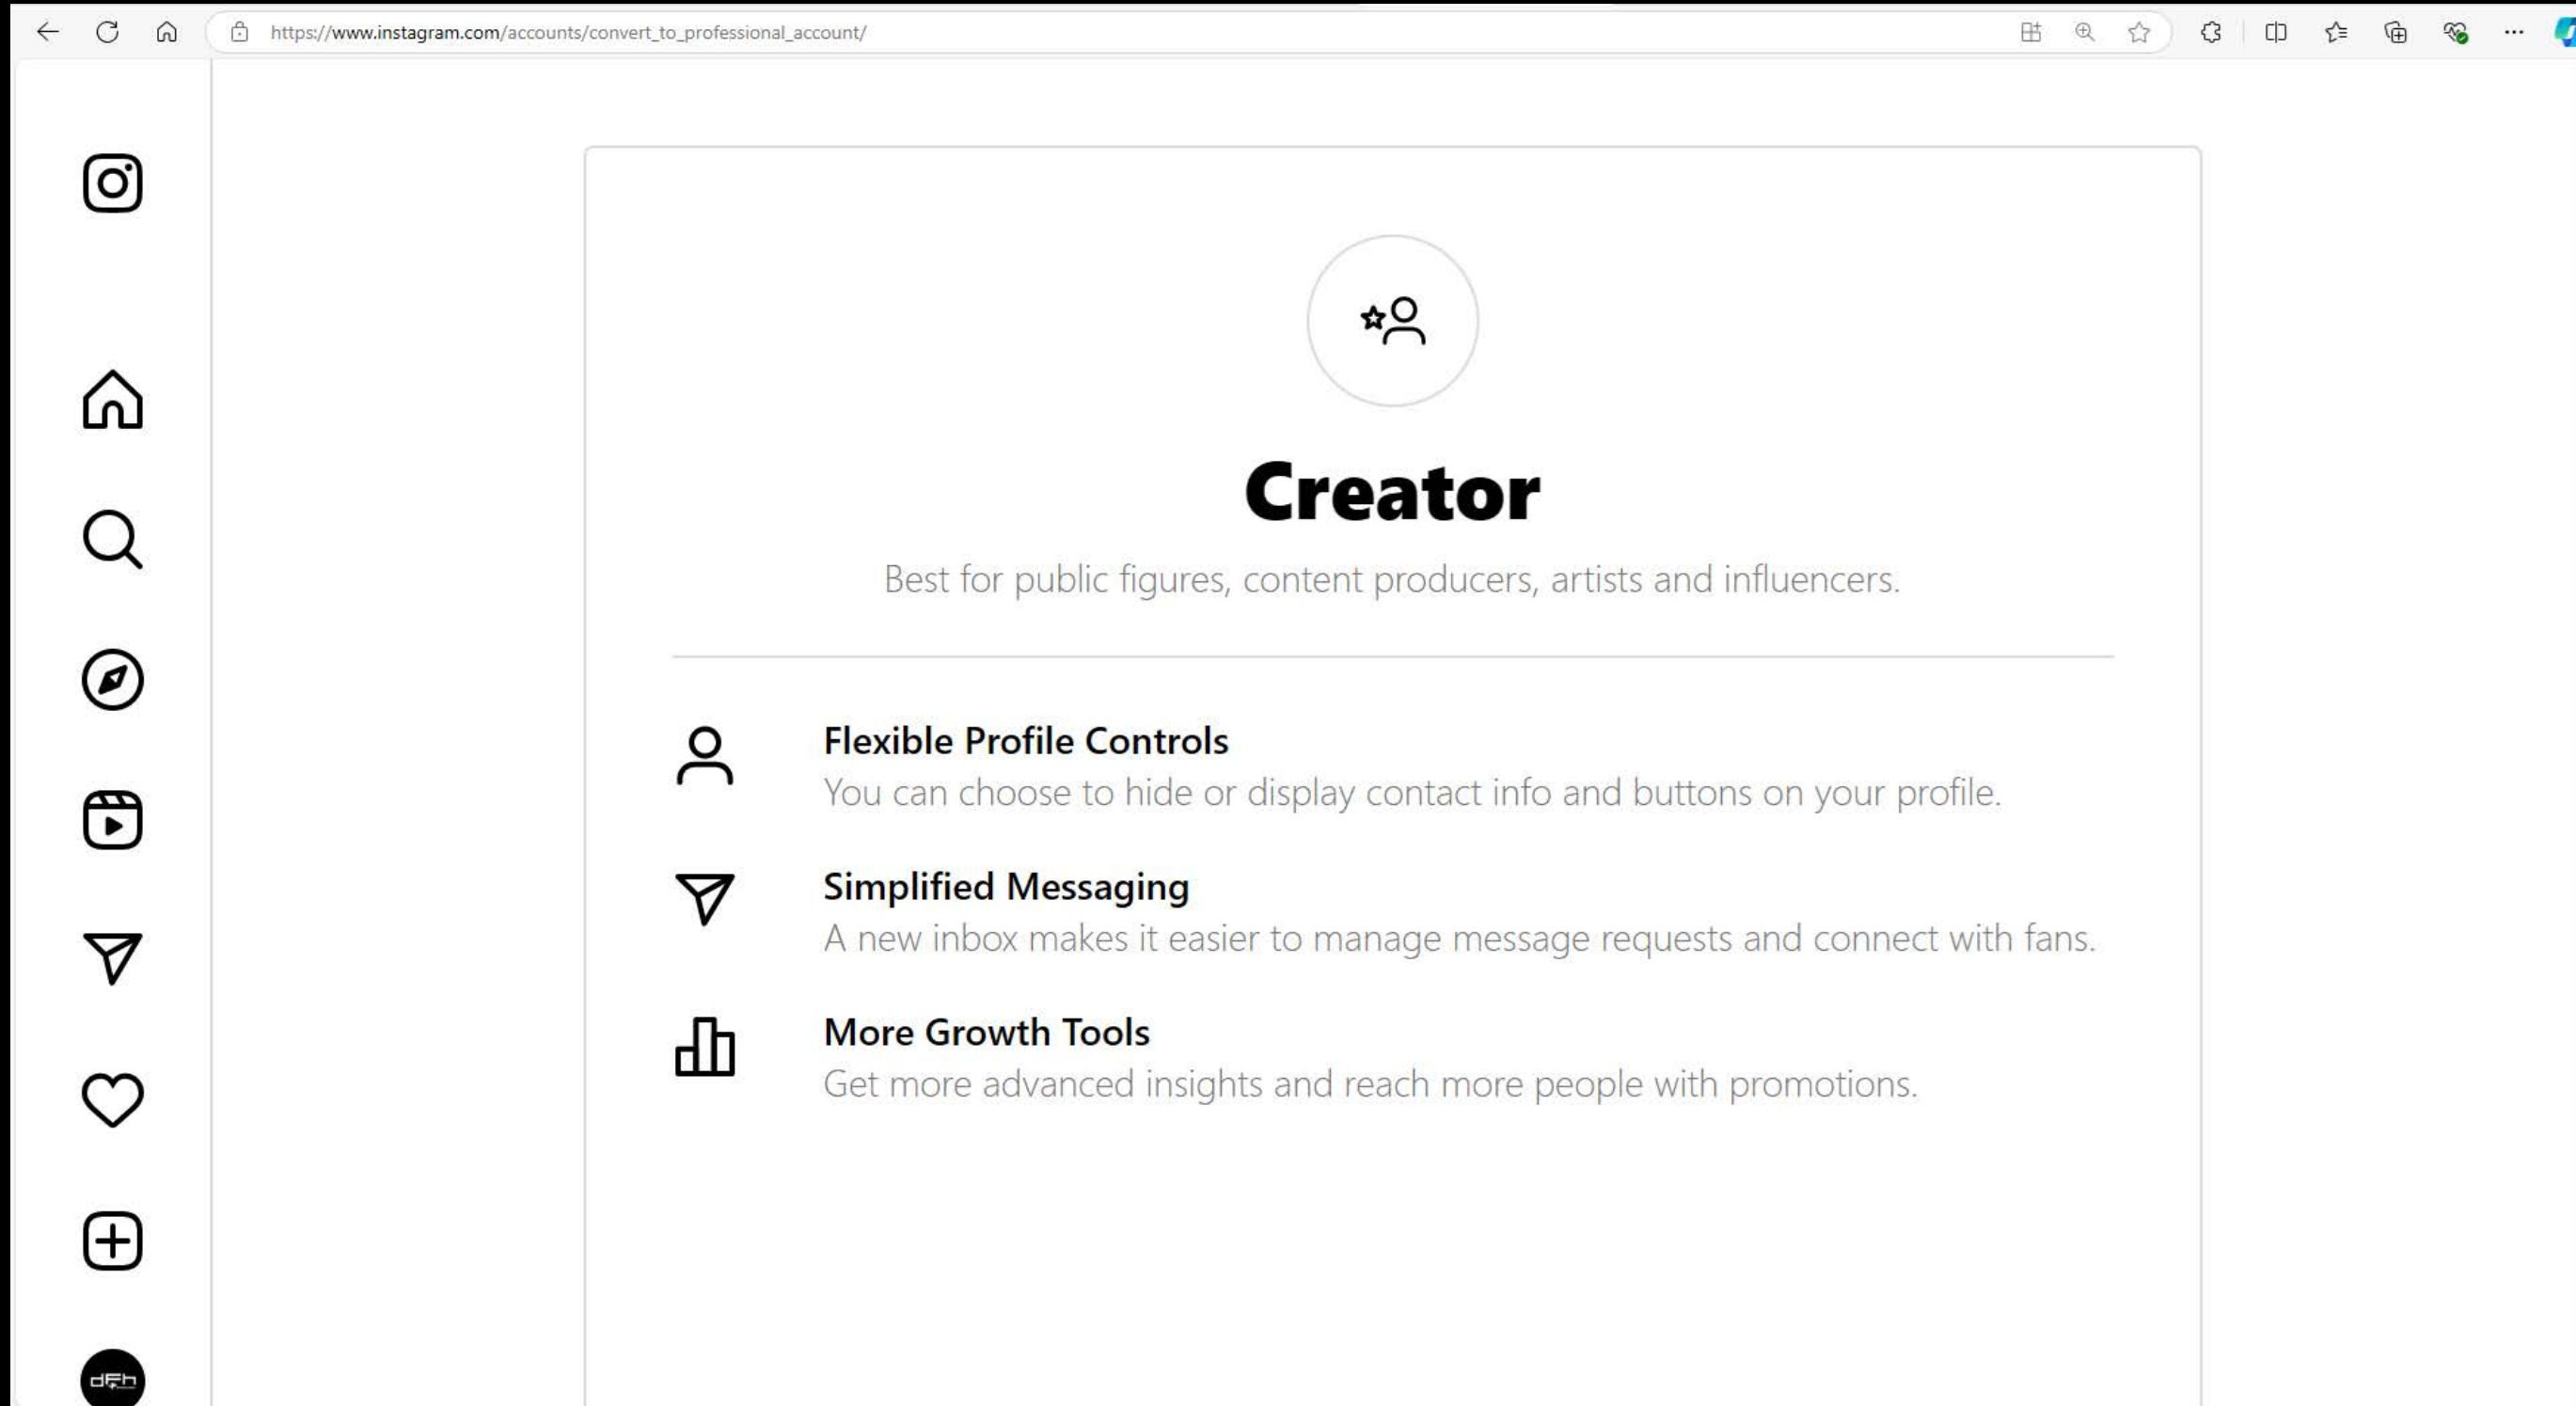 https://www.instagram.com/accounts/convert_to_professional_account/
Creator
Best for public figures, content producers, artists and influencers.
Flexible Profile Controls
You can choose to hide or display contact info and buttons on your profile.
Simplified Messaging
A new inbox makes it easier to manage message requests and connect with fans.
More Growth Tools
Get more advanced insights and reach more people with promotions.
dFh